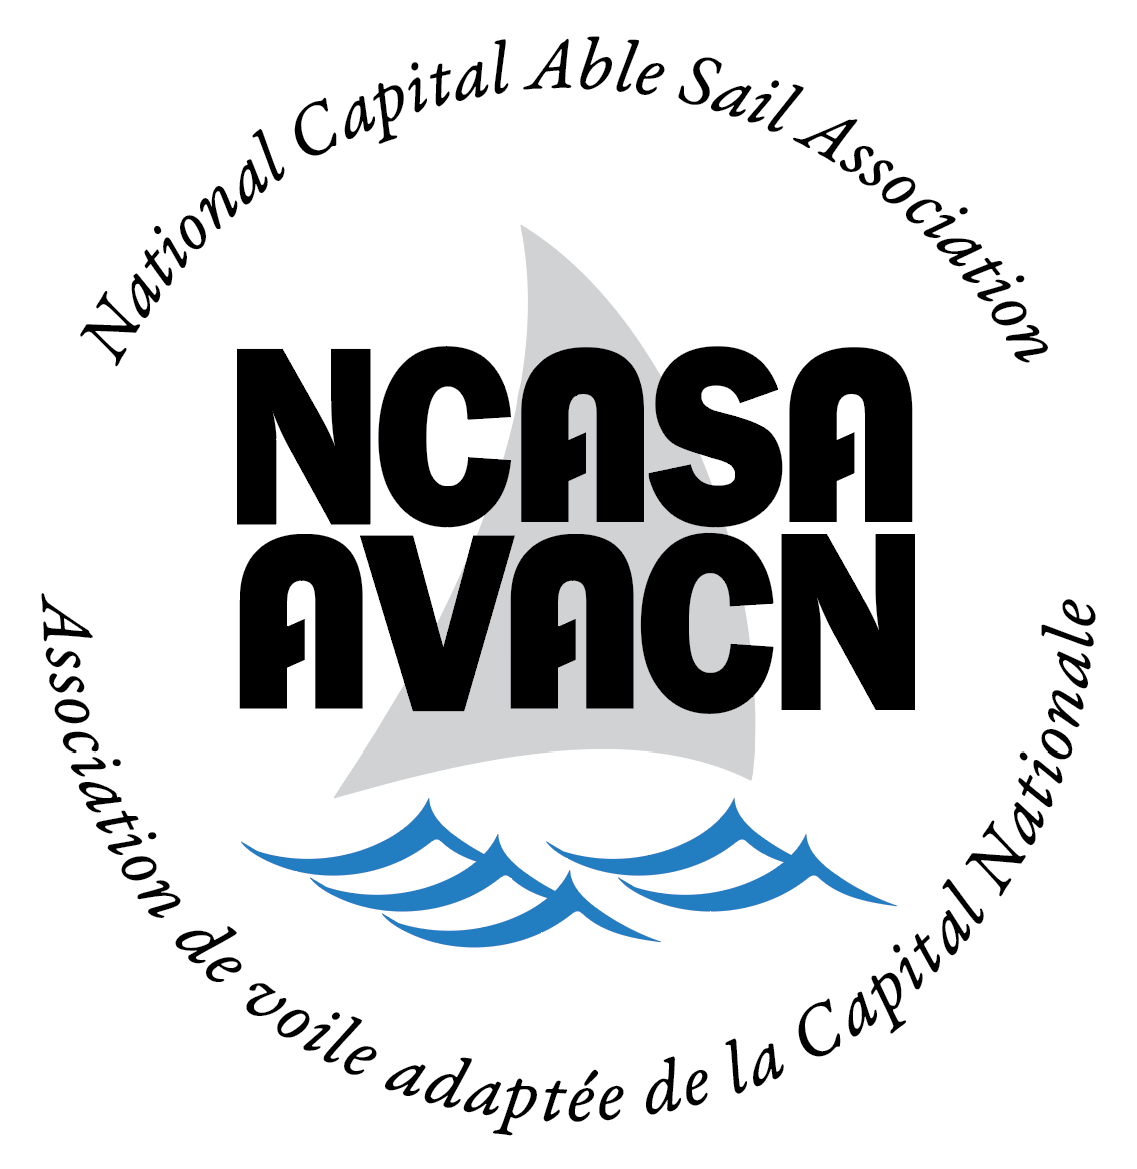 National Capital Able Sail Association
NCASA
AVACN
Association de voile adaptée de la Capital Nationale